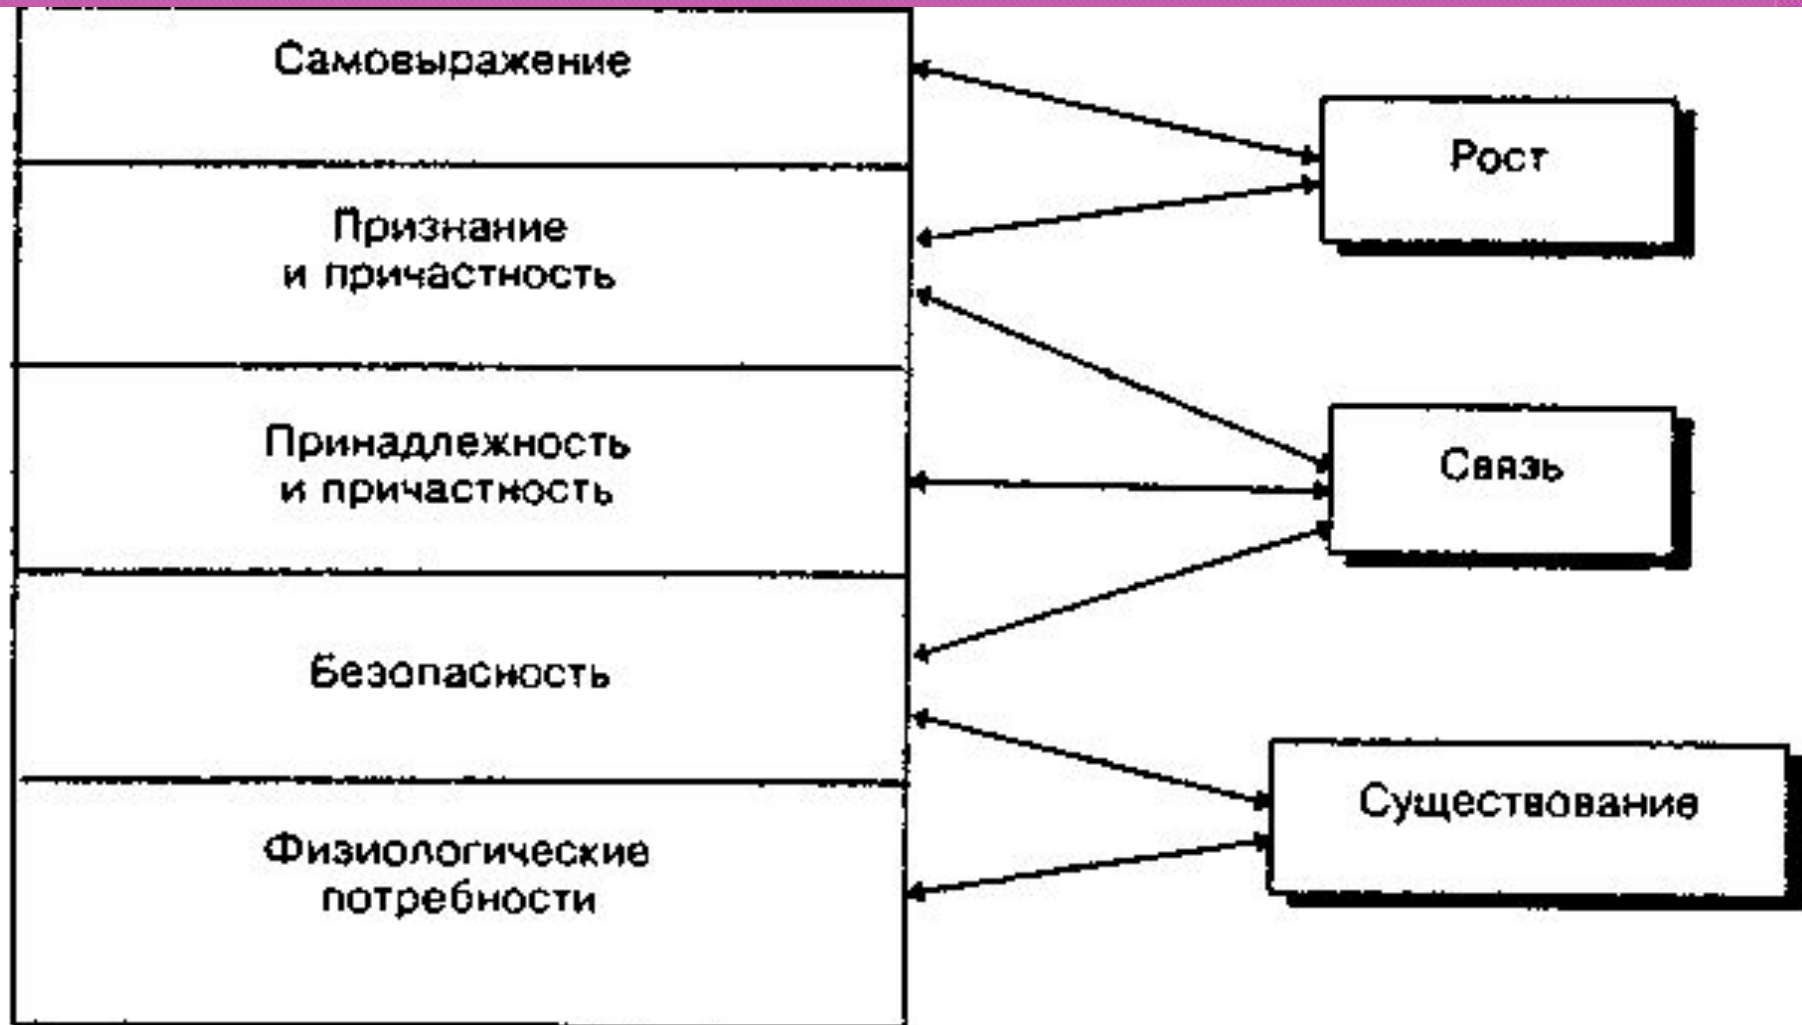 Самовыражение
Признание
и причастность
Принадлежность
и причастность
Безопасность
Физиологические
потребности
Рост
Связь
Существование